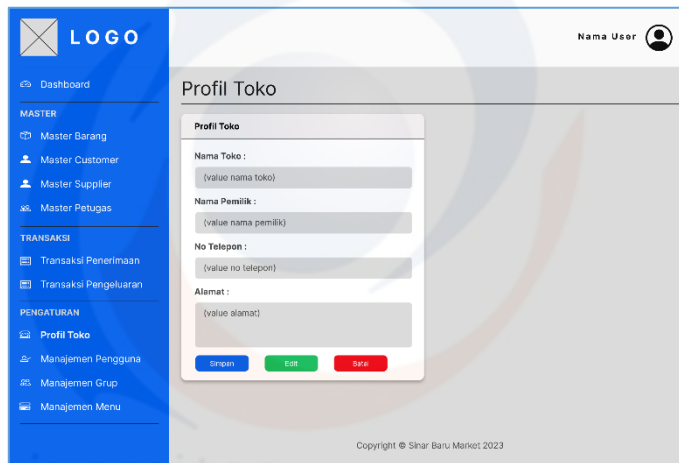 LOGO
Nama User
Dashboard
MASTER
Master Barang
Master Customer
Master Supplier
Master Petugas
TRANSAKSI
Transaksi Penerimaan
Transaksi Pengeluaran
PENGATURAN
Profil Toko
Manajemen Pengguna
Manajemen Grup
Manajemen Menu
Profil Toko
Profil Toko
Nama Toko :
(value nama toko)
Nama Pemilik :
(value nama pemilik)
No Telepon :
(value no telepon)
Alamat :
(value alamat)
Simpan Edit Batal
Copyright © Sinar Baru Market 2023